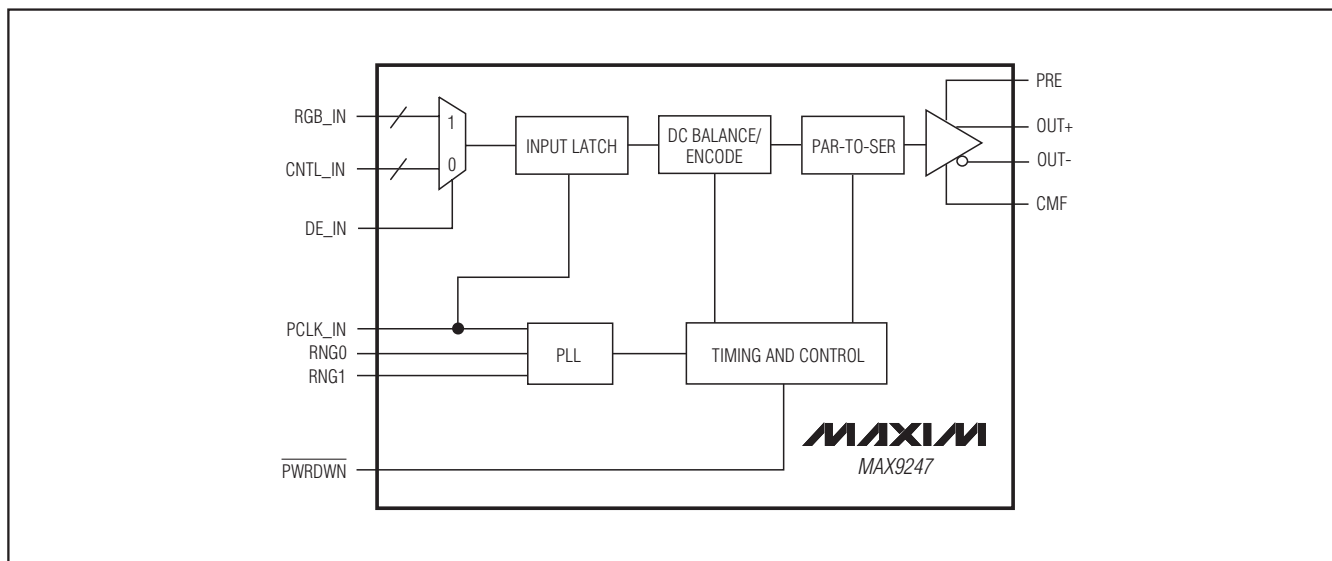 RGB_IN
CNTL_IN
DE_IN
PCLK_IN
RNG0
RNG1
PWRDWN
1
0
INPUT LATCH
DC BALANCE/
ENCODE
PAR-TO-SER
PLL
TIMING AND CONTROL
PRE
OUT+
OUT-
CMF
MAXIM
MAX9247